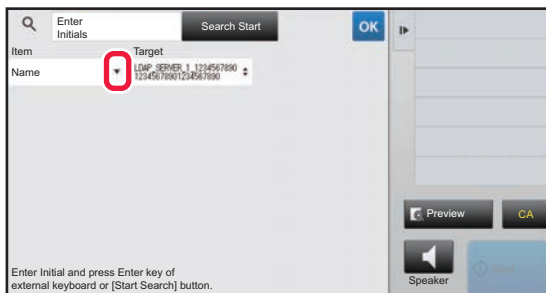 Enter
Initials
Search Start
OK
Item
Target
Name
LDAP_SERVER_1_1234567890
12345678901234567890
Preview
CA
Speaker
Start
Enter Initial and press Enter key of
external keyboard or [Start Search] button.